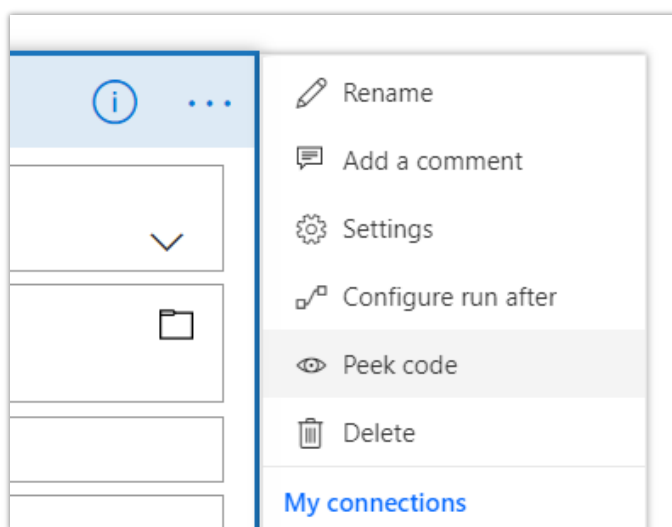 Rename
Add a comment
Settings
Configure run after
Peek code
Delete
My connections